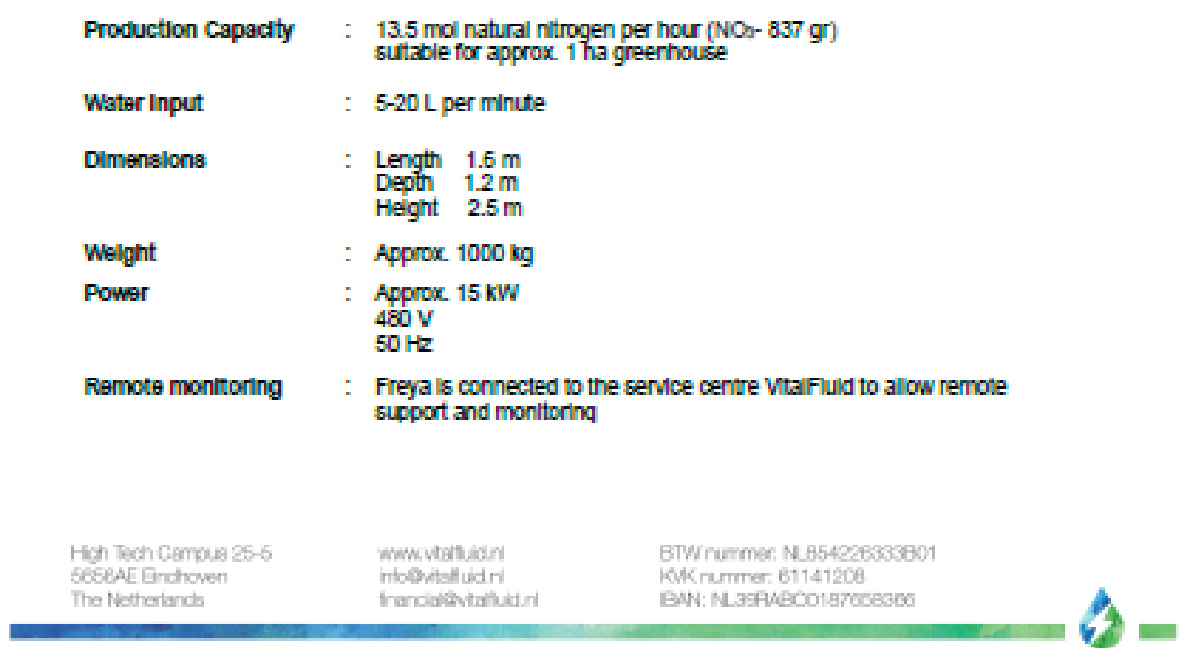 Production Capacity : 13.5 mol natural nitrogen per hour (NO₃- 837 gr)
suitable for approx. 1 ha greenhouse
Water Input : 5-20 L per minute
Dimensions : Length 1.6 m
Depth 1.2 m
Height 2.5 m
Weight : Approx. 1000 kg
Power : Approx. 15 kW
480 V
50 Hz
Remote monitoring : Freya is connected to the service centre VitalFluid to allow remote
support and monitoring
High Tech Campus 25-5 www.vitalfluid.nl BTW nummer: NL854226333B01
5656AE Eindhoven info@vitalfluid.nl KVK nummer: 61141208
The Netherlands financial@vitalfluid.nl IBAN: